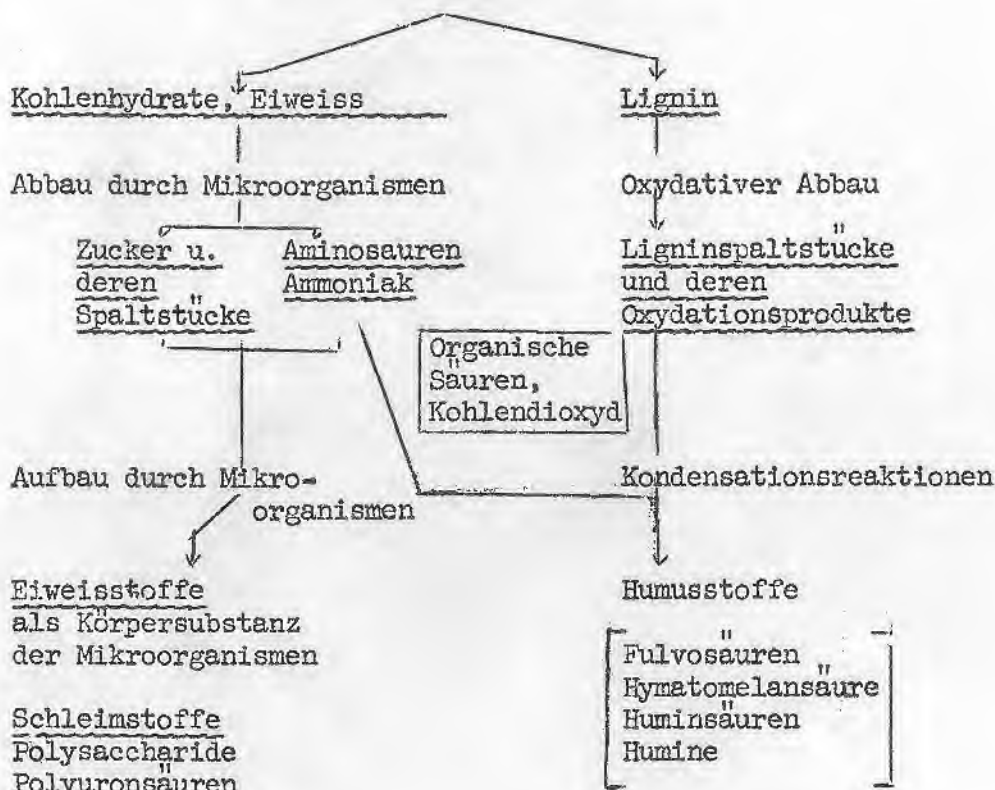 Kohlenhydrate, Eiweiss
Lignin
Abbau durch Mikroorganismen
Oxydativer Abbau
Zucker u.
deren
Spaltstücke
Aminosauren
Ammoniak
Ligninspaltstücke
und deren
Oxydationsprodukte
Organische
Säuren,
Kohlendioxyd
Aufbau durch Mikro-
organismen
Kondensationsreaktionen
Eiweisstoffe
als Körpersubstanz
der Mikroorganismen
Humusstoffe
Fulvosäuren
Hymatomelansäure
Huminsäuren
Humine
Schleimstoffe
Polysaccharide
Polyuronsäuren